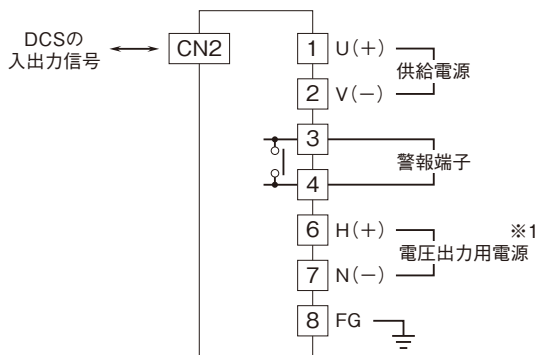 DCSの
入出力信号
CN2
1 U(+)
供給電源
2 V(−)
3
警報端子
4
※1
6 H(+)
電圧出力用電源
7 N(−)
8 FG